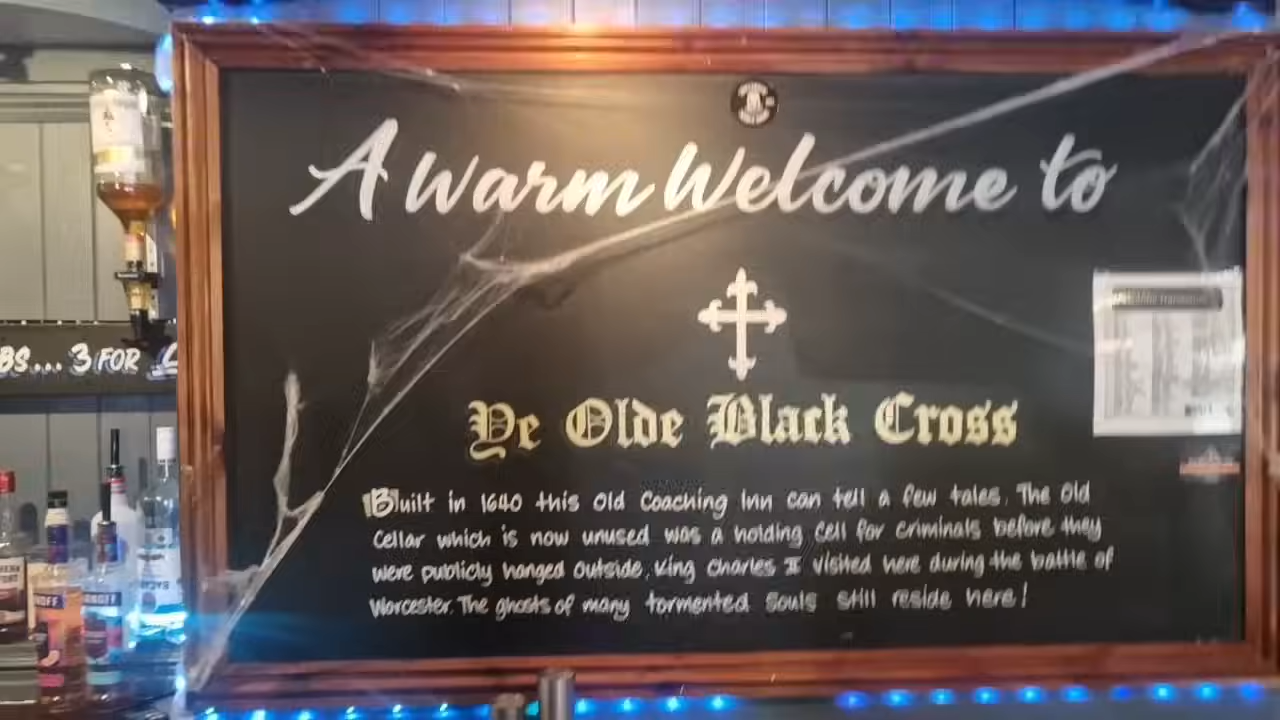 A Warm Welcome to
BS... 3 FOR
Ye Olde Black Cross
Built in 1640 this Old Coaching Inn can tell a few tales. The Old
Cellar which is now unused was a holding cell for criminals before they
were publicly hanged outside. King Charles II visited here during the battle of
Worcester. The ghosts of many tormented souls still reside here!